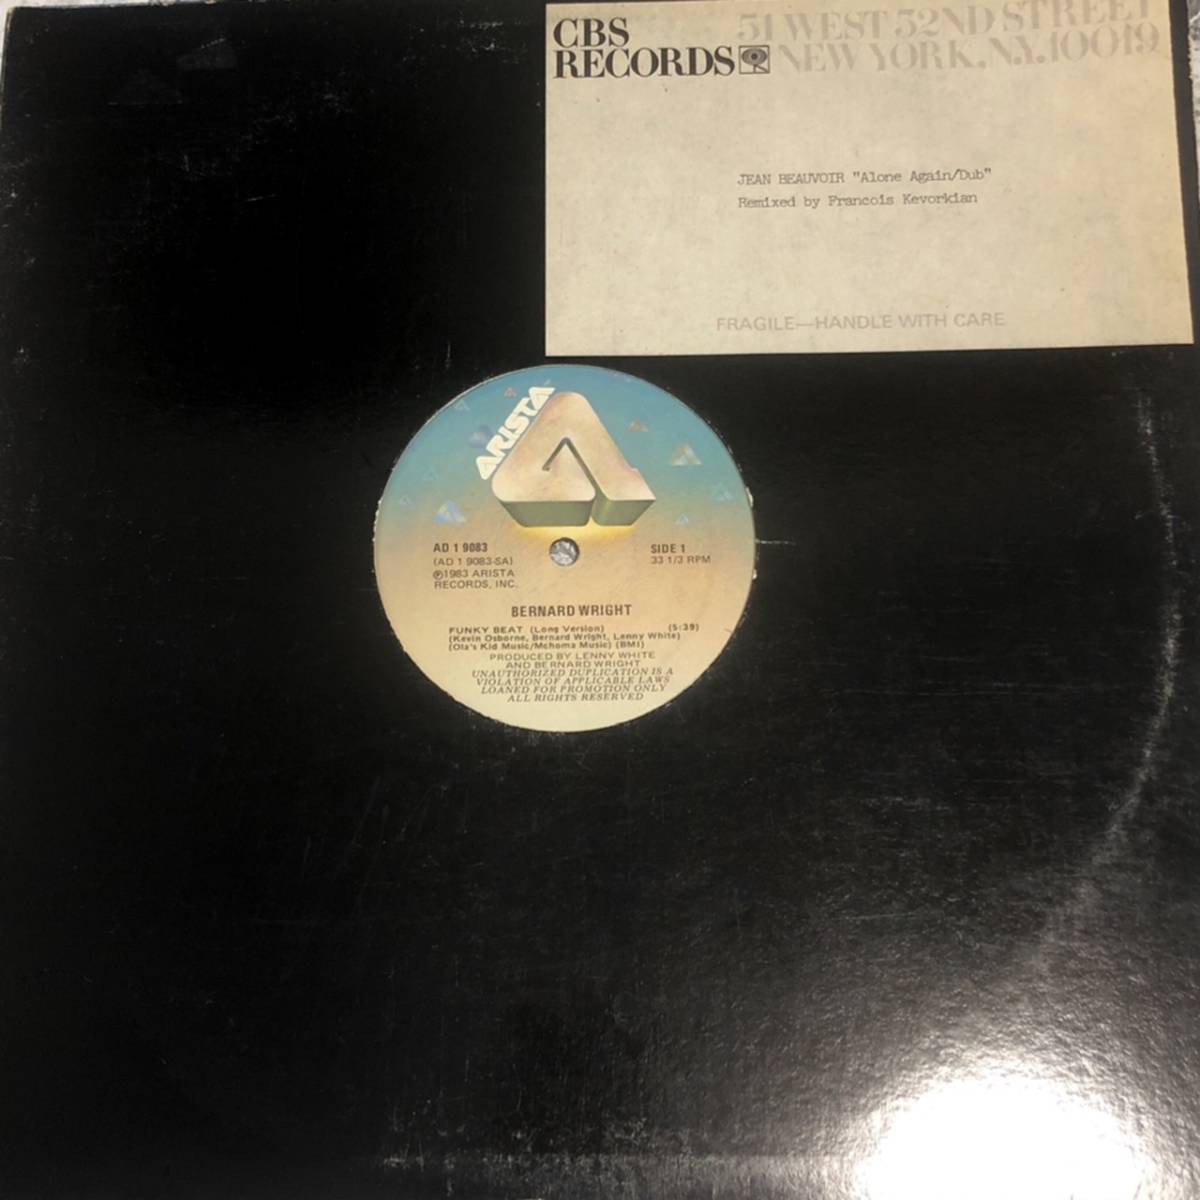 CBS
RECORDS
51 WEST 52ND STREET
NEW YORK, N.Y. 10019
JEAN BEAUVOIR "Alone Again/Dub"
Remixed by Francois Kevorkian
FRAGILE—HANDLE WITH CARE
ARISTA
AD 1 9083
(AD 1 9083-SA)
℗1983 ARISTA
RECORDS, INC.
SIDE 1
33 1/3 RPM
BERNARD WRIGHT
FUNKY BEAT (Long Version) (5:39)
(Kevin Osborne, Bernard Wright, Lenny White)
(Ola's Kid Music/Mchoma Music) (BMI)
PRODUCED BY LENNY WHITE
AND BERNARD WRIGHT
UNAUTHORIZED DUPLICATION IS A
VIOLATION OF APPLICABLE LAWS
LOANED FOR PROMOTION ONLY
ALL RIGHTS RESERVED